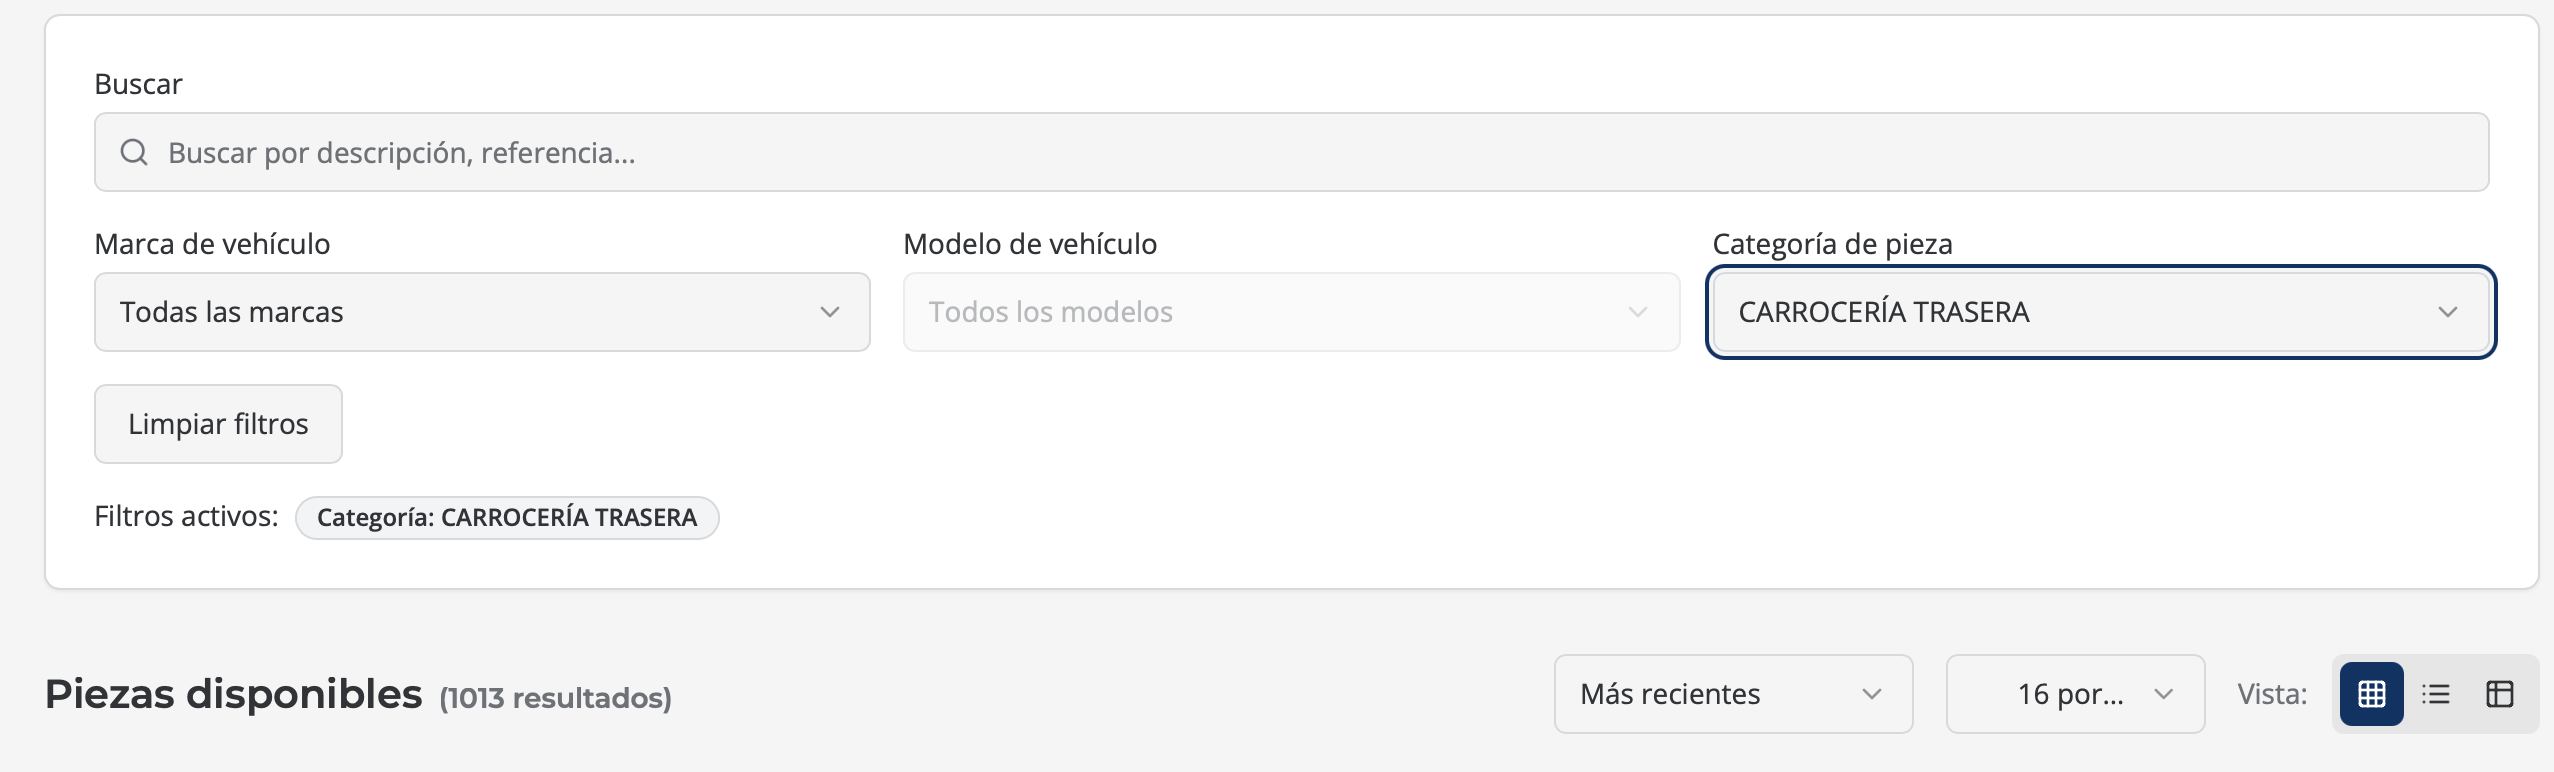 Buscar
Buscar por descripción, referencia...
Marca de vehículo
Modelo de vehículo
Categoría de pieza
Todas las marcas
Todos los modelos
CARROCERÍA TRASERA
Limpiar filtros
Filtros activos: Categoría: CARROCERÍA TRASERA
Piezas disponibles (1013 resultados)
Más recientes
16 por...
Vista: